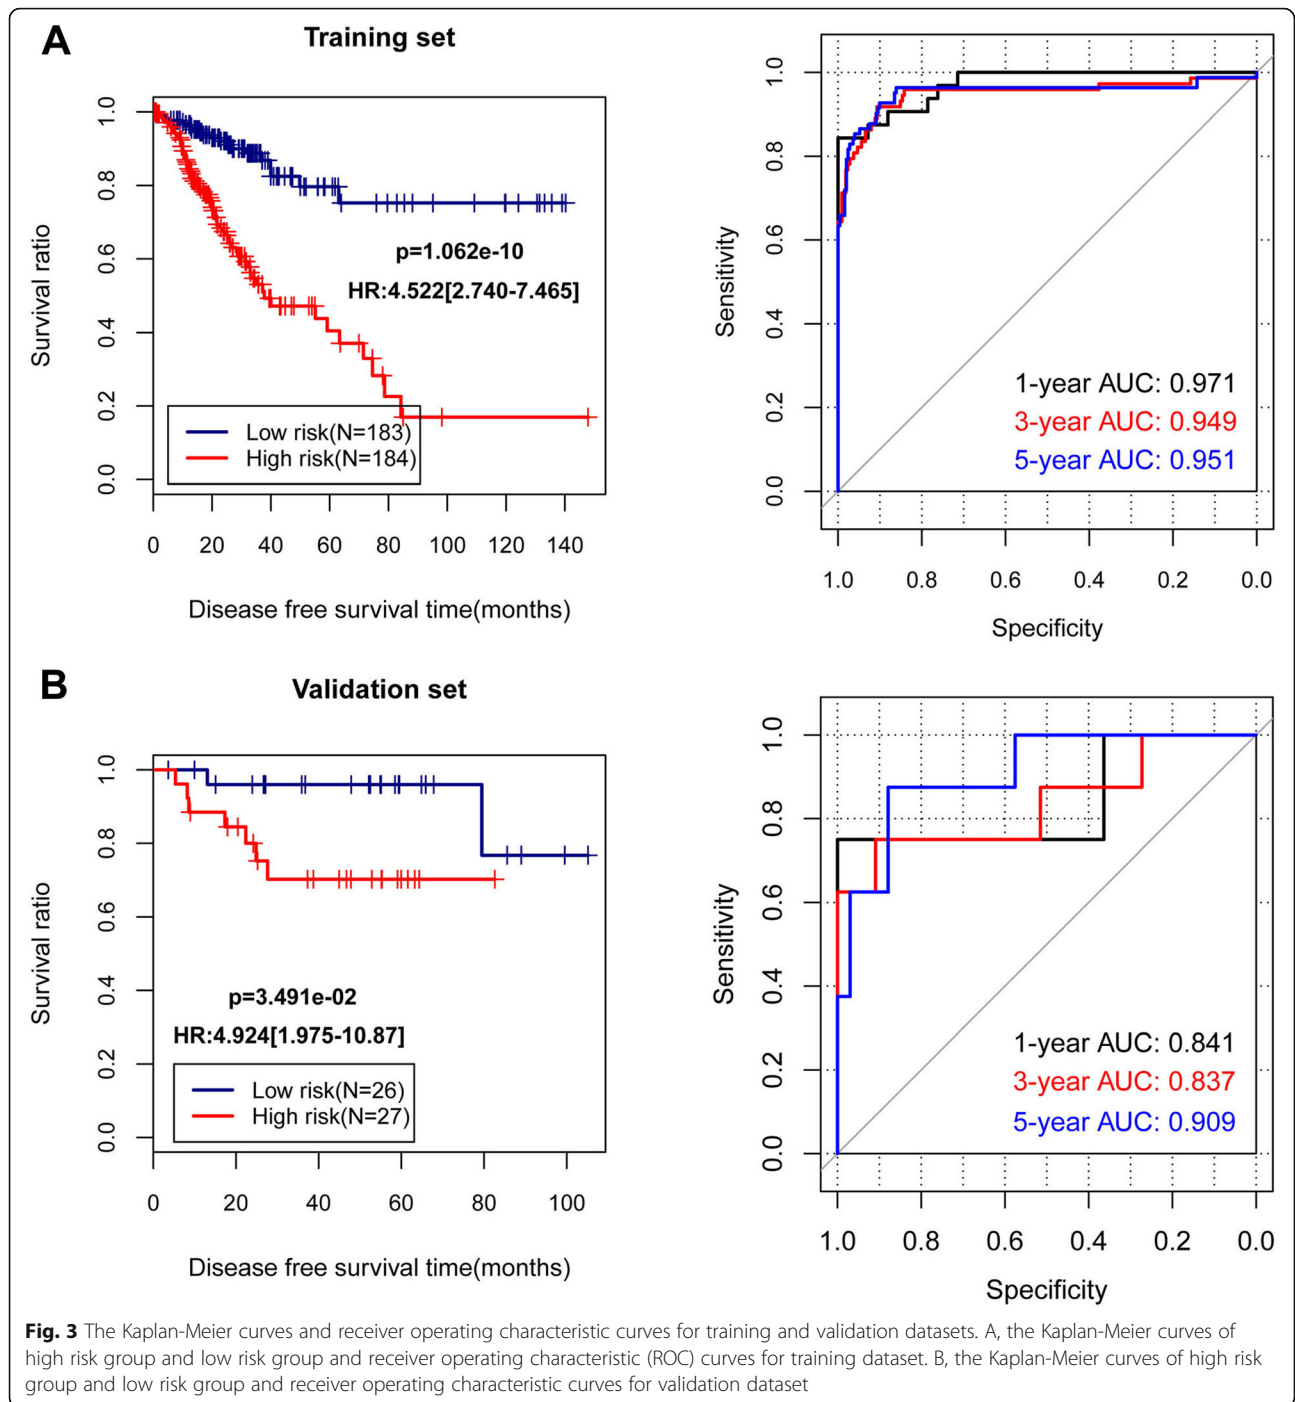 A
Training set
Survival ratio
1.0
0.8
0.6
0.4
0.2
0.0
p=1.062e-10
HR:4.522[2.740-7.465]
Low risk(N=183)
High risk(N=184)
0 20 40 60 80 100 120 140
Disease free survival time(months)
Sensitivity
1.0
0.8
0.6
0.4
0.2
0.0
1-year AUC: 0.971
3-year AUC: 0.949
5-year AUC: 0.951
1.0 0.8 0.6 0.4 0.2 0.0
Specificity
B
Validation set
Survival ratio
1.0
0.8
0.6
0.4
0.2
0.0
p=3.491e-02
HR:4.924[1.975-10.87]
Low risk(N=26)
High risk(N=27)
0 20 40 60 80 100
Disease free survival time(months)
Sensitivity
1.0
0.8
0.6
0.4
0.2
0.0
1-year AUC: 0.841
3-year AUC: 0.837
5-year AUC: 0.909
1.0 0.8 0.6 0.4 0.2 0.0
Specificity
Fig. 3 The Kaplan-Meier curves and receiver operating characteristic curves for training and validation datasets. A, the Kaplan-Meier curves of
high risk group and low risk group and receiver operating characteristic (ROC) curves for training dataset. B, the Kaplan-Meier curves of high risk
group and low risk group and receiver operating characteristic curves for validation dataset